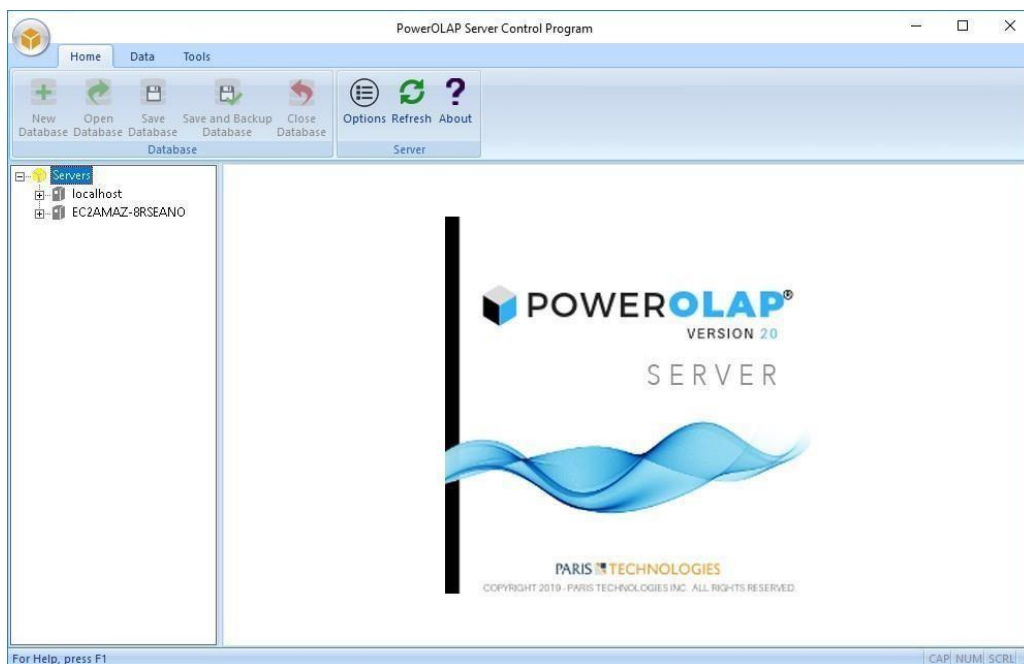 PowerOLAP Server Control Program
Home Data Tools
New Database
Open Database
Save Database
Save and Backup Database
Close Database
Options Refresh About
Database Server
Servers
localhost
EC2AMAZ-8RSEANO
POWEROLAP®
VERSION 20
SERVER
PARIS TECHNOLOGIES
COPYRIGHT 2019 - PARIS TECHNOLOGIES INC. ALL RIGHTS RESERVED
For Help, press F1
CAP NUM SCRL